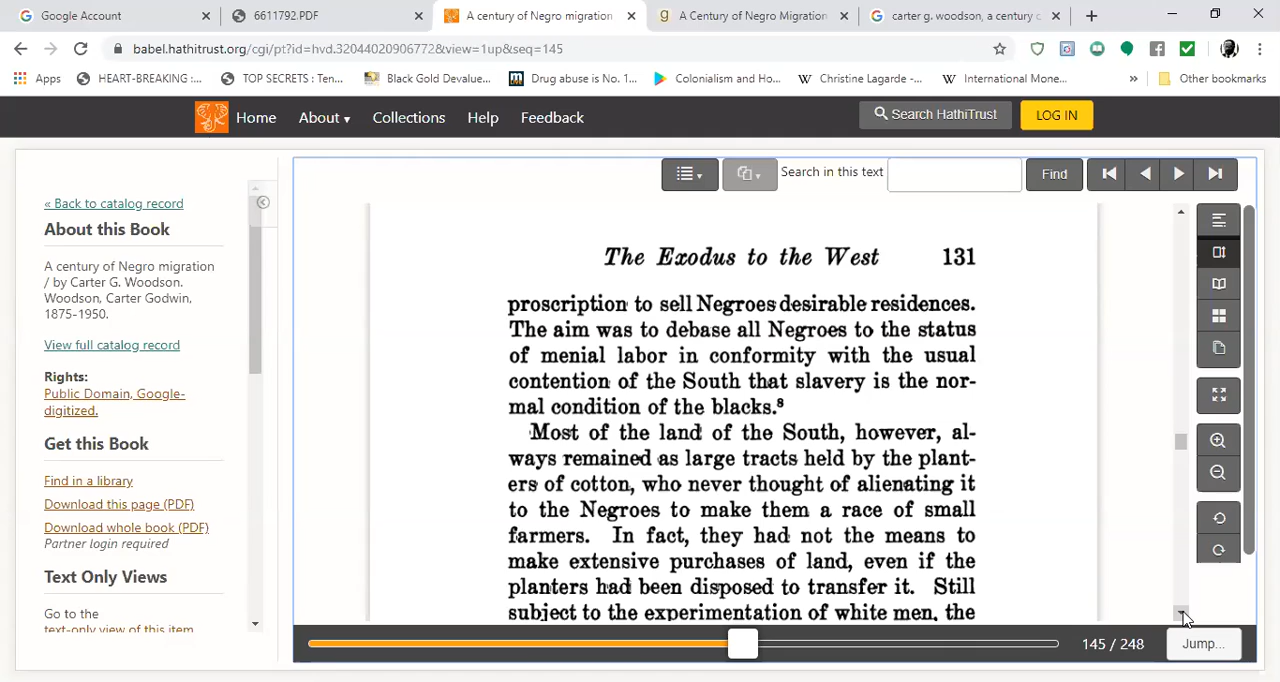 Google Account
6611792.PDF
A century of Negro migration
A Century of Negro Migration
carter g. woodson, a century c
babel.hathitrust.org/cgi/pt?id=hvd.32044020906772&view=1up&seq=145
Apps
HEART-BREAKING :...
TOP SECRETS : Ten...
Black Gold Devalue...
Drug abuse is No. 1...
Colonialism and Ho...
Christine Lagarde -...
International Mone...
»
Other bookmarks
Home
About ▾
Collections
Help
Feedback
Search HathiTrust
LOG IN
« Back to catalog record
About this Book
A century of Negro migration
/ by Carter G. Woodson.
Woodson, Carter Godwin,
1875-1950.
View full catalog record
Rights:
Public Domain, Google-
digitized.
Get this Book
Find in a library
Download this page (PDF)
Download whole book (PDF)
Partner login required
Text Only Views
Go to the
text-only view of this item
Search in this text
Find
The Exodus to the West 131
proscription to sell Negroes desirable residences.
The aim was to debase all Negroes to the status
of menial labor in conformity with the usual
contention of the South that slavery is the nor-
mal condition of the blacks.⁸
Most of the land of the South, however, al-
ways remained as large tracts held by the plant-
ers of cotton, who never thought of alienating it
to the Negroes to make them a race of small
farmers. In fact, they had not the means to
make extensive purchases of land, even if the
planters had been disposed to transfer it. Still
subject to the experimentation of white men, the
145 / 248
Jump...